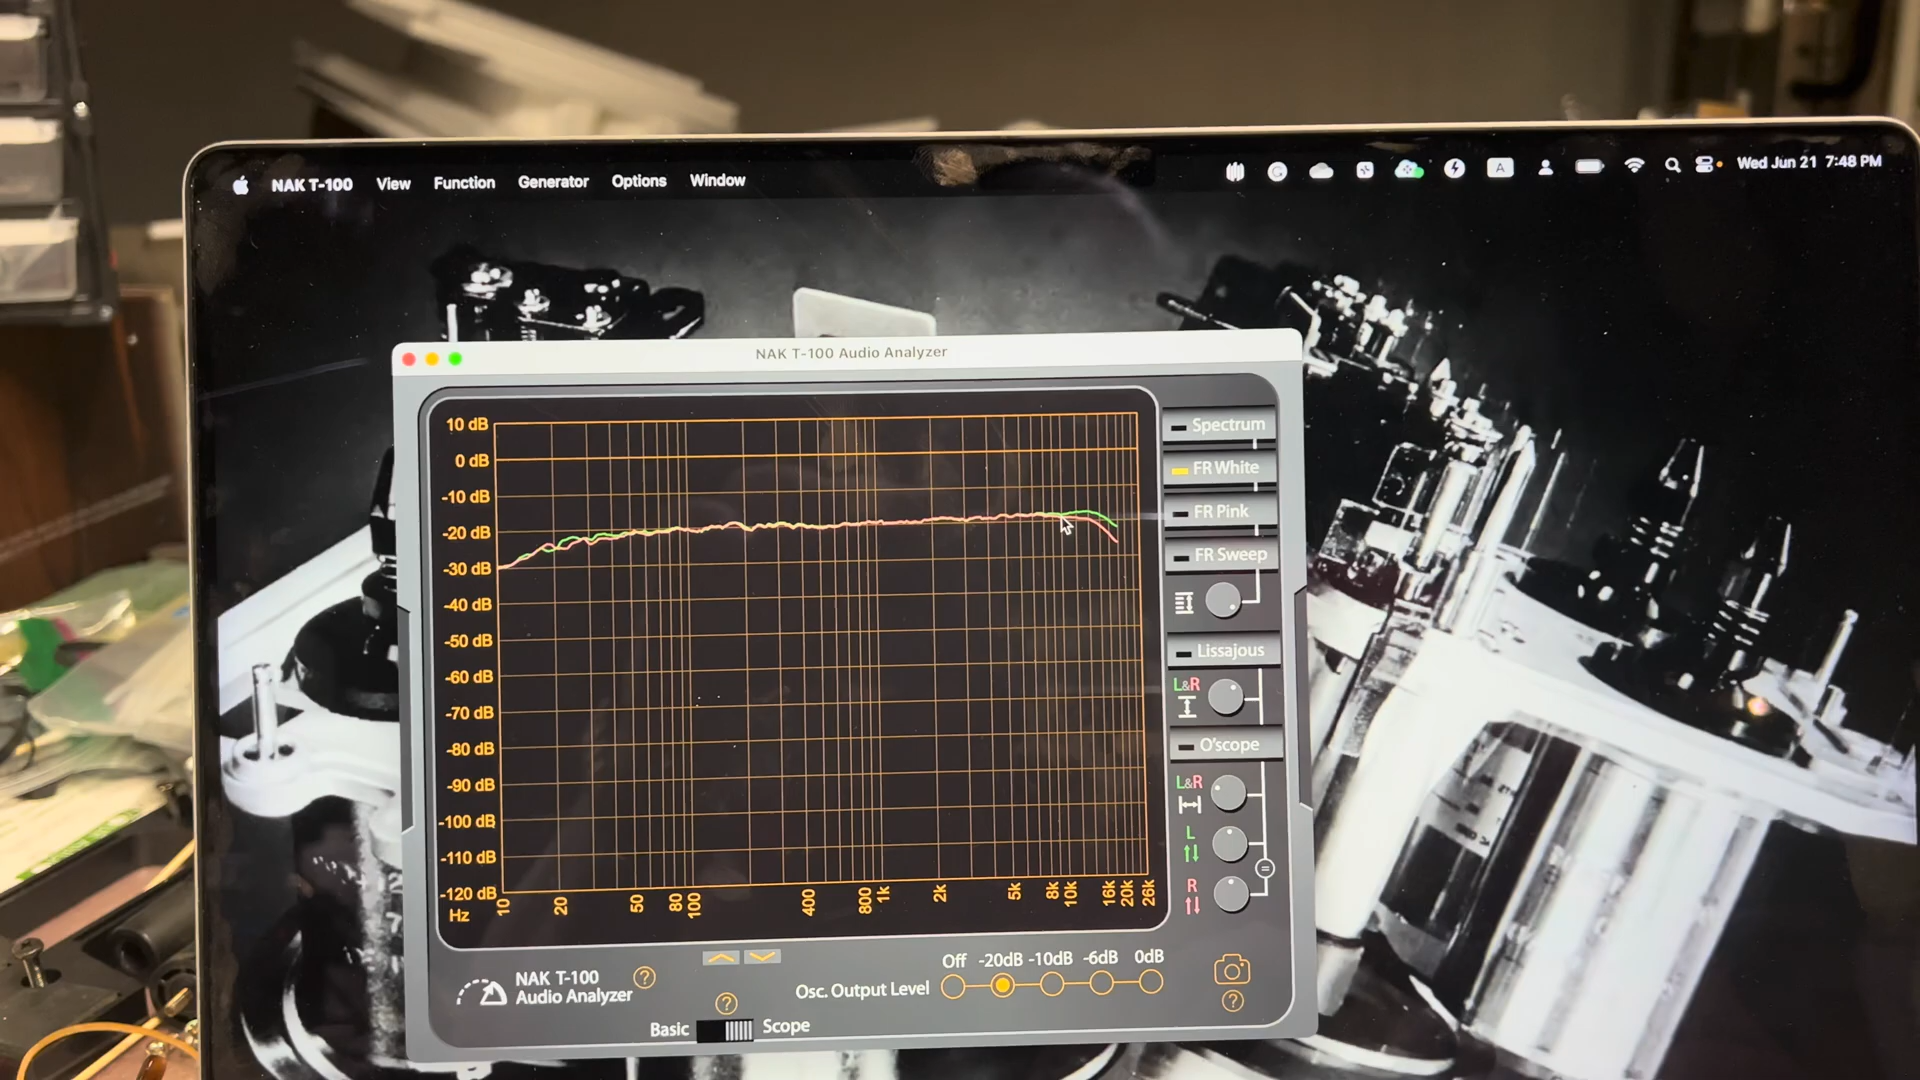 NAK T-100 View Function Generator Options Window
A Wed Jun 21 7:48 PM
NAK T-100 Audio Analyzer
10 dB
0 dB
-10 dB
-20 dB
-30 dB
-40 dB
-50 dB
-60 dB
-70 dB
-80 dB
-90 dB
-100 dB
-110 dB
-120 dB
Hz 10 20 50 80 100 400 800 1k 2k 5k 8k 10k 16k 20k 26k
Spectrum
FR White
FR Pink
FR Sweep
Lissajous
L&R
O'scope
L&R
L
R
NAK T-100
Audio Analyzer
?
?
Basic
Scope
Osc. Output Level
Off -20dB -10dB -6dB 0dB
?